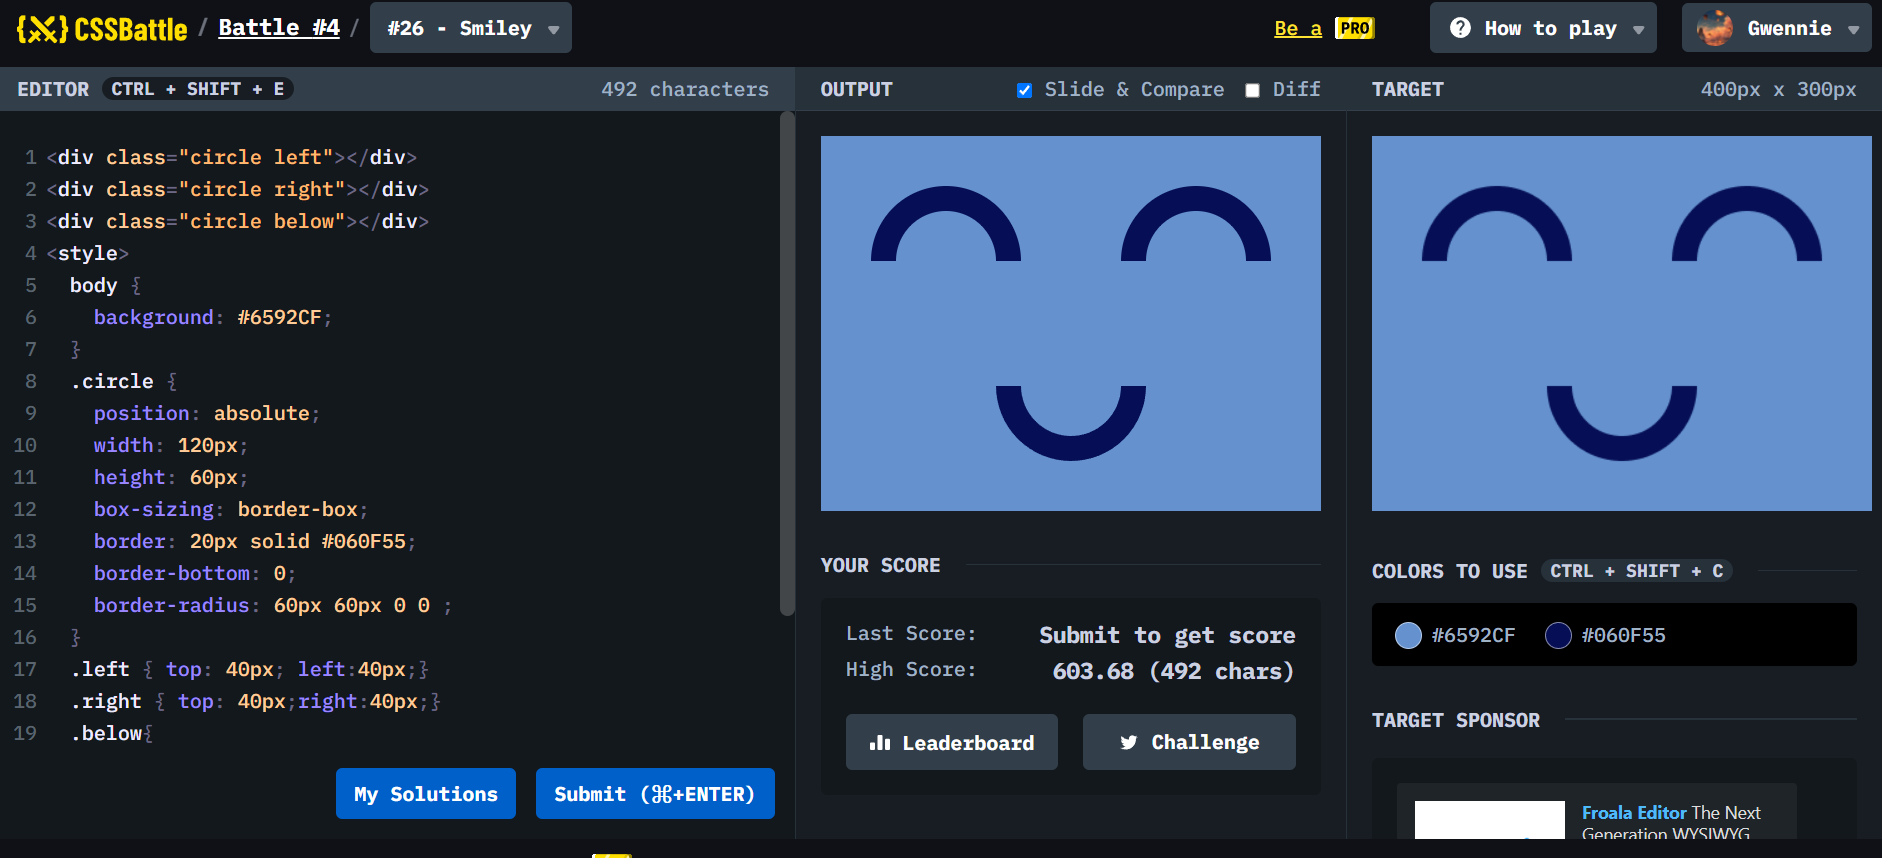 {X} CSSBattle / Battle #4 / #26 - Smiley
Be a PRO
How to play
Gwennie
EDITOR CTRL + SHIFT + E 492 characters
1 <div class="circle left"></div>
2 <div class="circle right"></div>
3 <div class="circle below"></div>
4 <style>
5 body {
6 background: #6592CF;
7 }
8 .circle {
9 position: absolute;
10 width: 120px;
11 height: 60px;
12 box-sizing: border-box;
13 border: 20px solid #060F55;
14 border-bottom: 0;
15 border-radius: 60px 60px 0 0 ;
16 }
17 .left { top: 40px; left:40px;}
18 .right { top: 40px;right:40px;}
19 .below{
My Solutions
Submit (⌘+ENTER)
OUTPUT Slide & Compare Diff
YOUR SCORE
Last Score: Submit to get score
High Score: 603.68 (492 chars)
Leaderboard
Challenge
TARGET 400px x 300px
COLORS TO USE CTRL + SHIFT + C
#6592CF #060F55
TARGET SPONSOR
Froala Editor The Next
Generation WYSIWYG